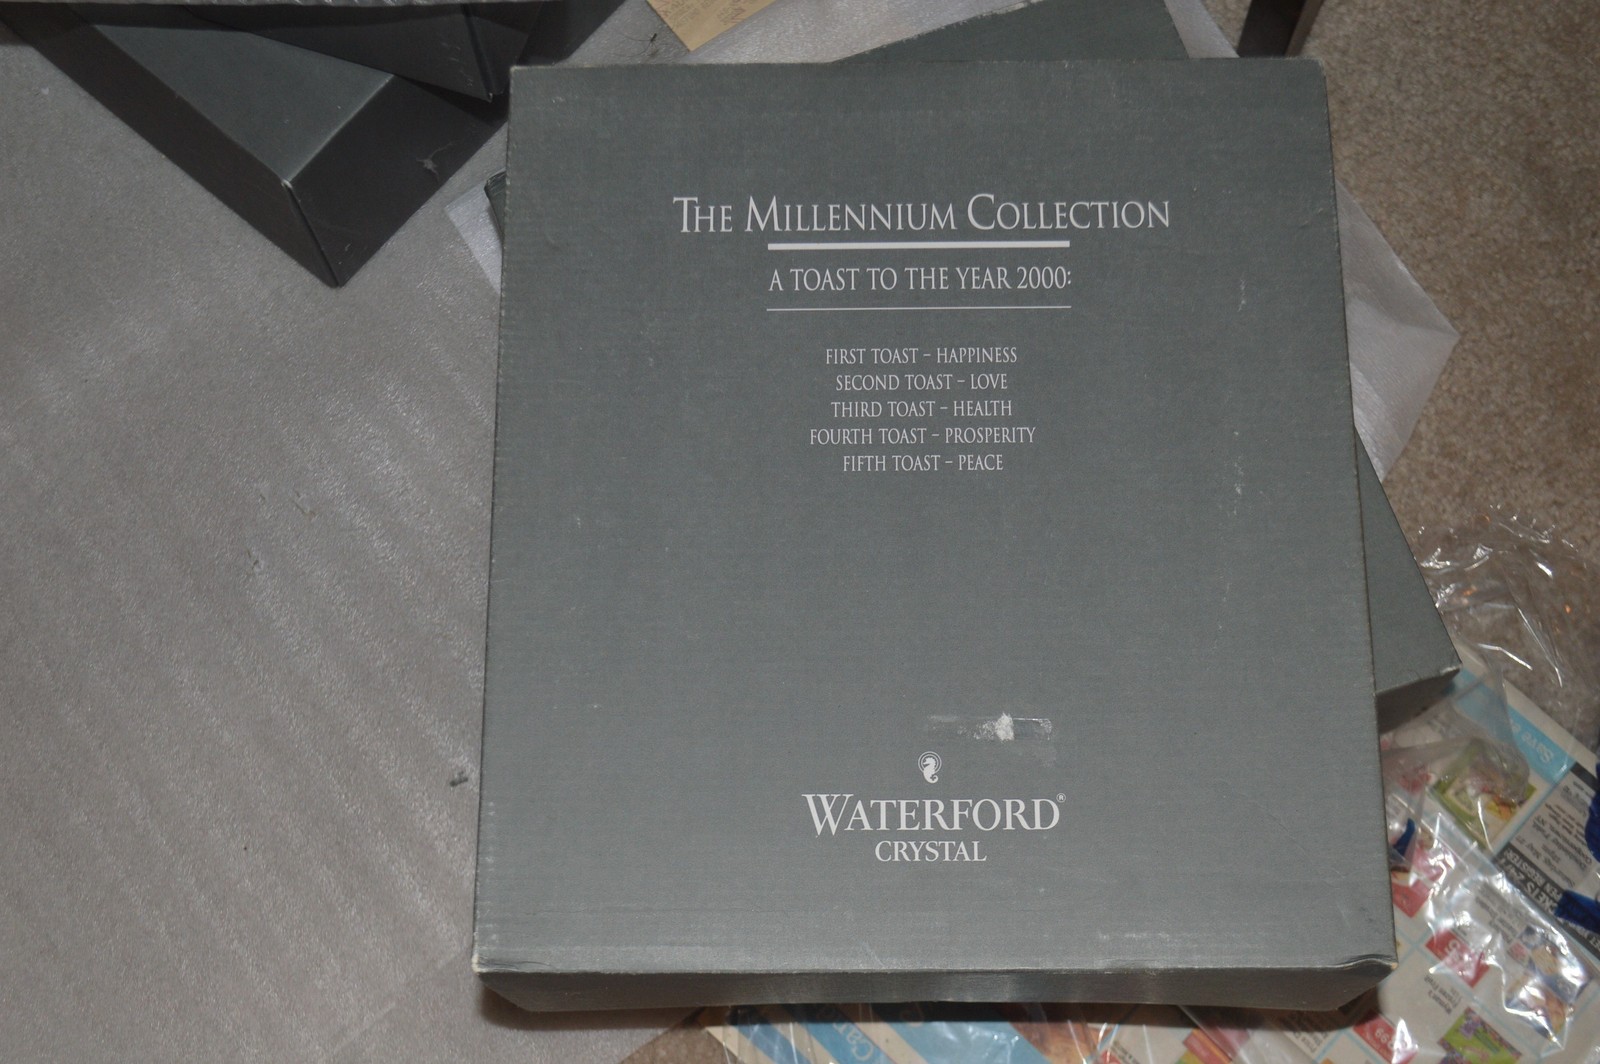 THE MILLENNIUM COLLECTION
A TOAST TO THE YEAR 2000:
FIRST TOAST – HAPPINESS
SECOND TOAST – LOVE
THIRD TOAST – HEALTH
FOURTH TOAST – PROSPERITY
FIFTH TOAST – PEACE
WATERFORD®
CRYSTAL
Save